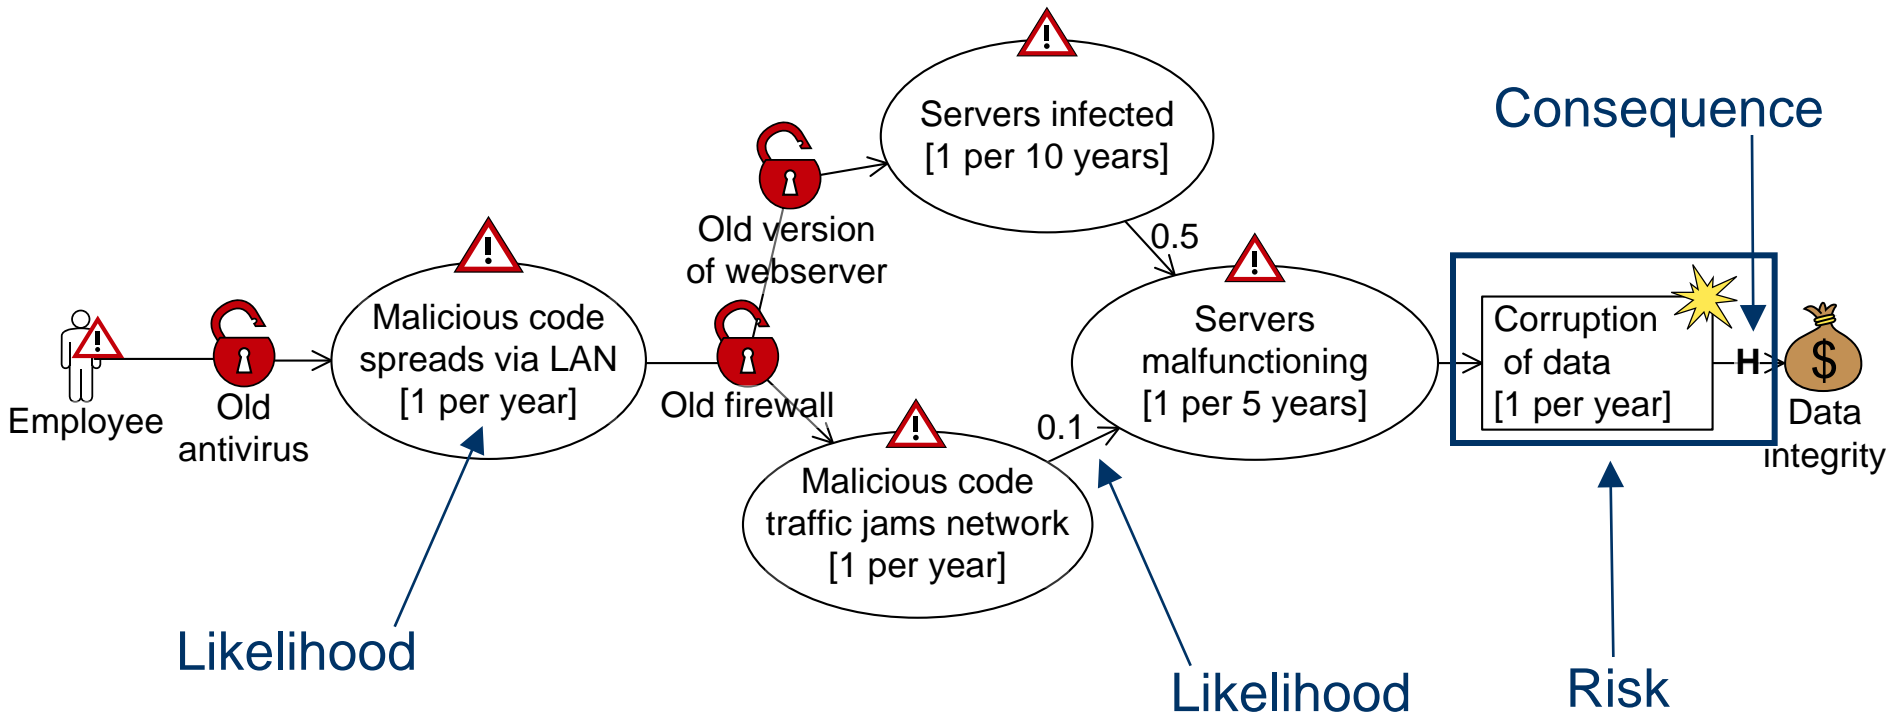 Servers infected
[1 per 10 years]
Consequence
Old version
of webserver
0.5
Malicious code
spreads via LAN
[1 per year]
Servers
malfunctioning
[1 per 5 years]
Corruption
of data
[1 per year]
H
$
Employee
Old
antivirus
Old firewall
0.1
Data
integrity
Malicious code
traffic jams network
[1 per year]
Likelihood
Likelihood
Risk